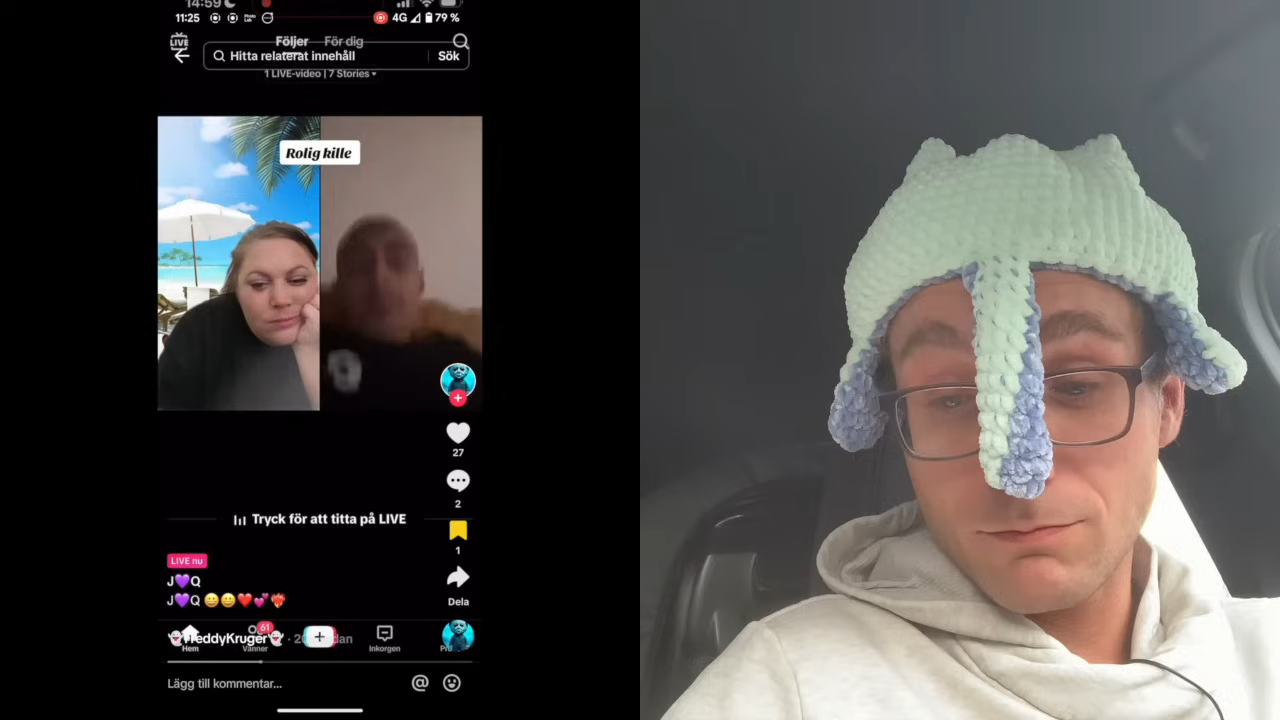 14:59
11:25
4G 79 %
LIVE
Följer För dig
Hitta relaterat innehåll Sök
1 LIVE-video | 7 Stories
Rolig kille
27
2
Tryck för att titta på LIVE
1
LIVE nu
J💜Q
Dela
J💜Q 😄😄❤️💕❤️‍🔥
61
👻TeddyKruger👻
Hem Vänner Inkorgen
Lägg till kommentar...